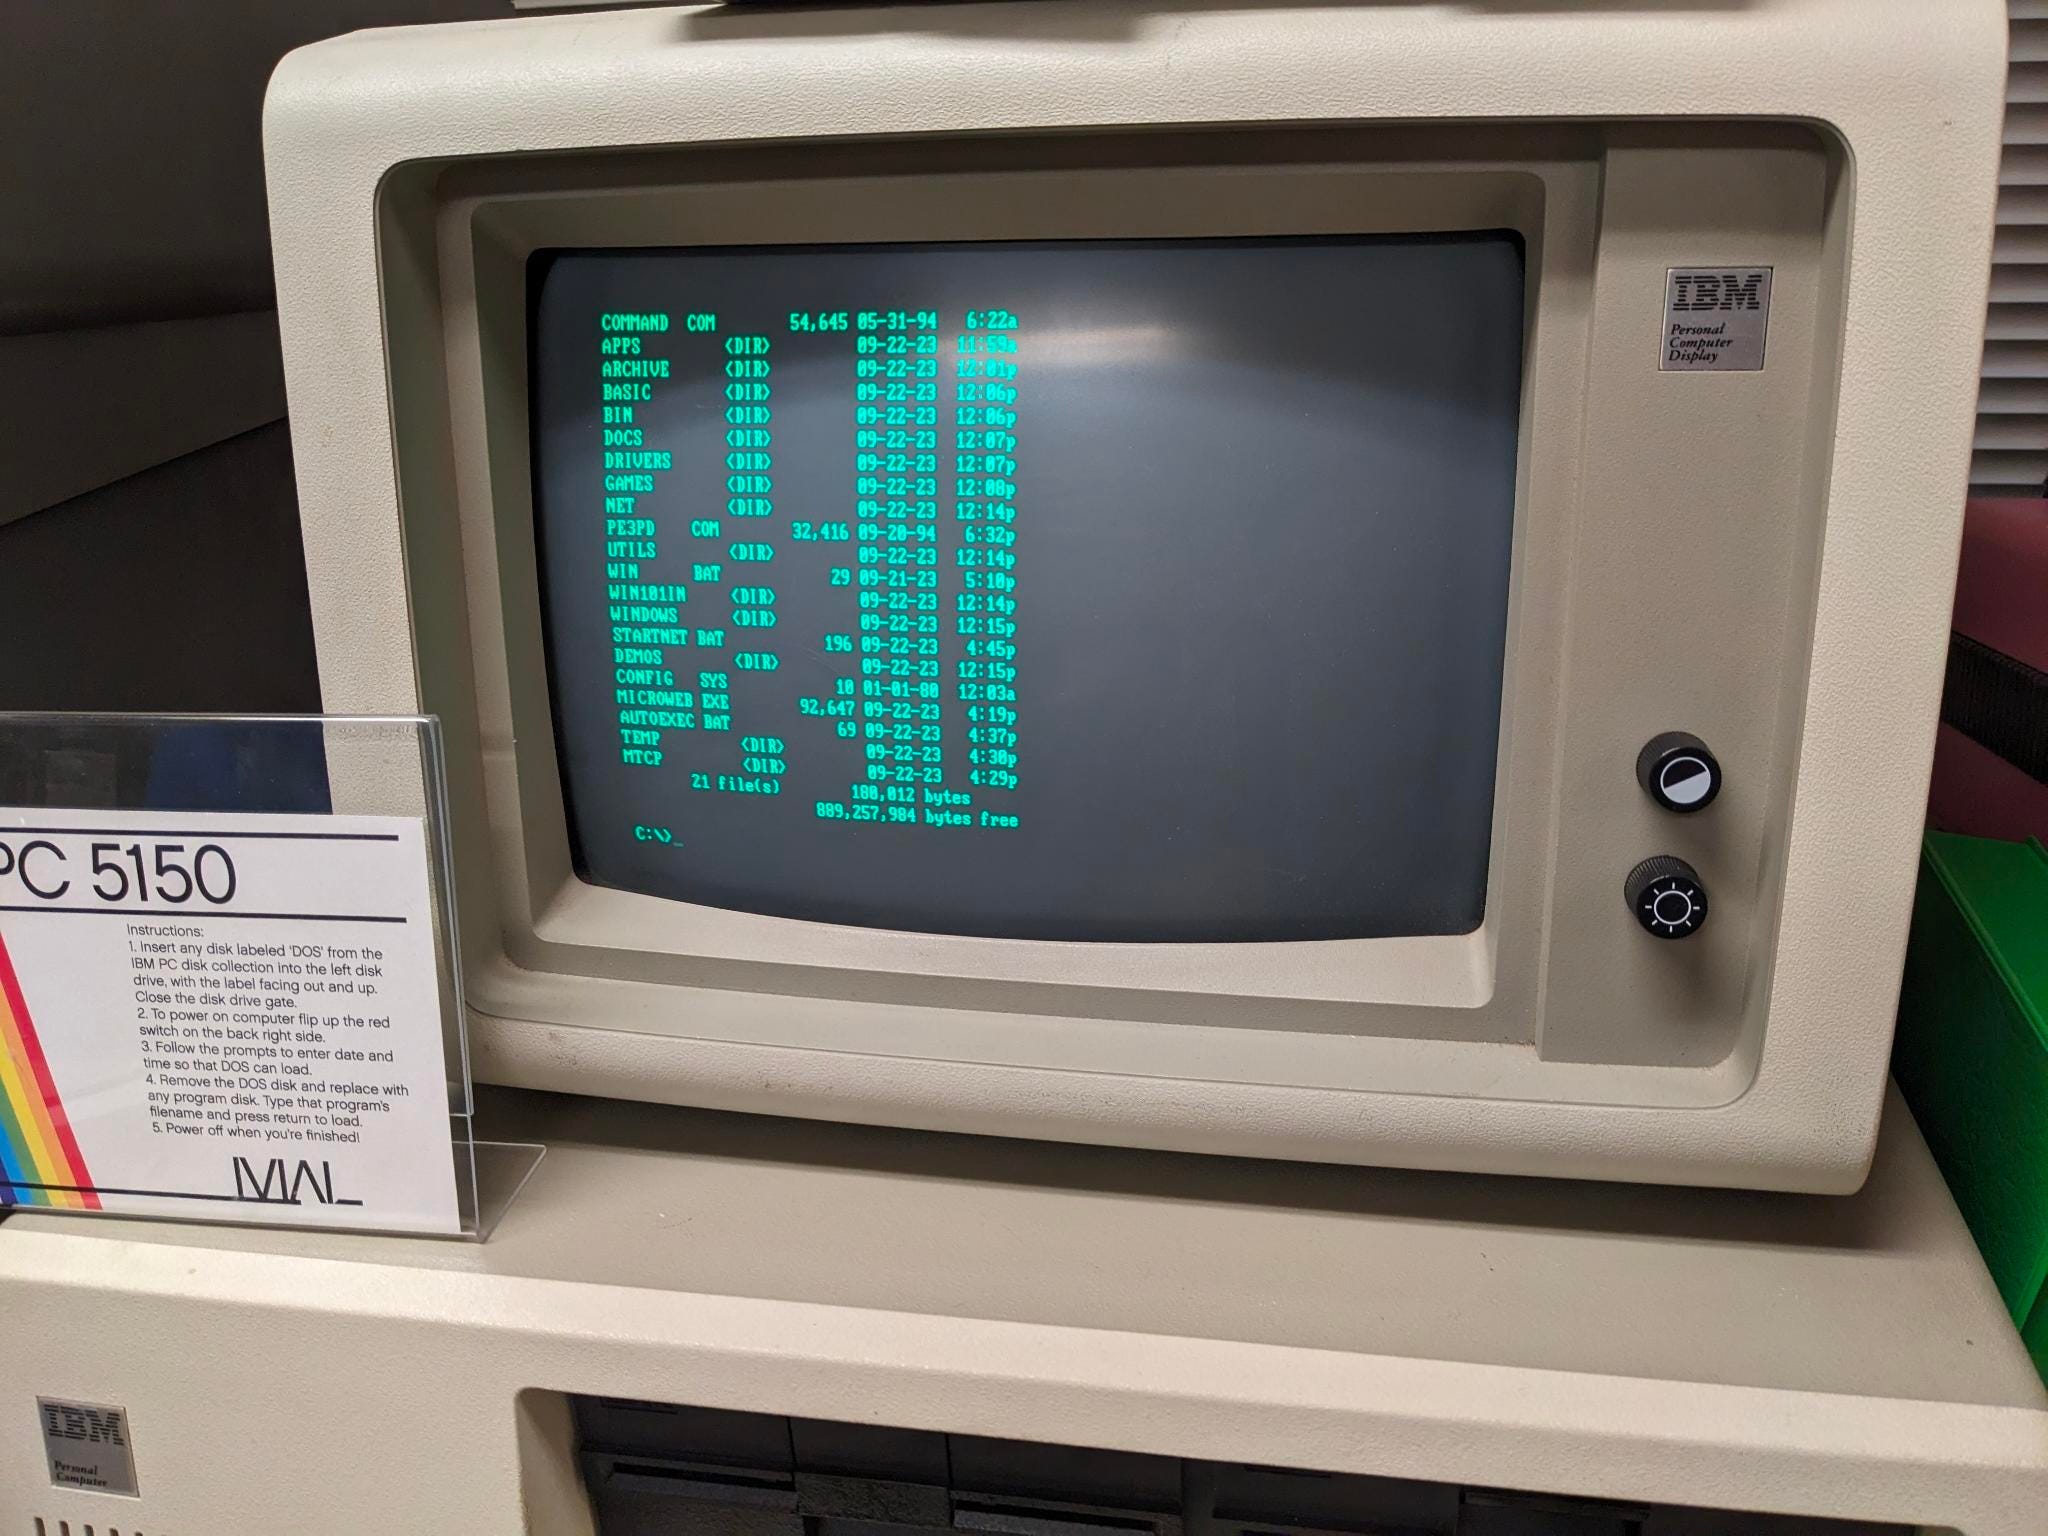 COMMAND  COM        54,645 05-31-94   6:22a
APPS         <DIR>         09-22-23  11:59a
ARCHIVE      <DIR>         09-22-23  12:01p
BASIC        <DIR>         09-22-23  12:06p
BIN          <DIR>         09-22-23  12:06p
DOCS         <DIR>         09-22-23  12:07p
DRIVERS      <DIR>         09-22-23  12:07p
GAMES        <DIR>         09-22-23  12:08p
NET          <DIR>         09-22-23  12:14p
PE3PD    COM        32,416 09-20-94   6:32p
UTILS        <DIR>         09-22-23  12:14p
WIN      BAT            29 09-21-23   5:10p
WIN101IN     <DIR>         09-22-23  12:14p
WINDOWS      <DIR>         09-22-23  12:15p
STARTNET BAT           196 09-22-23   4:45p
DEMOS        <DIR>         09-22-23  12:15p
CONFIG   SYS            10 01-01-80  12:03a
MICROWEB EXE        92,647 09-22-23   4:19p
AUTOEXEC BAT            69 09-22-23   4:37p
TEMP         <DIR>         09-22-23   4:30p
MTCP         <DIR>         09-22-23   4:29p
21 file(s)        180,012 bytes
889,257,984 bytes free
C:\>_
IBM
Personal
Computer
Display
PC 5150
Instructions:
1. Insert any disk labeled 'DOS' from the
IBM PC disk collection into the left disk
drive, with the label facing out and up.
Close the disk drive gate.
2. To power on computer flip up the red
switch on the back right side.
3. Follow the prompts to enter date and
time so that DOS can load.
4. Remove the DOS disk and replace with
any program disk. Type that program's
filename and press return to load.
5. Power off when you're finished!
MAL
IBM
Personal
Computer